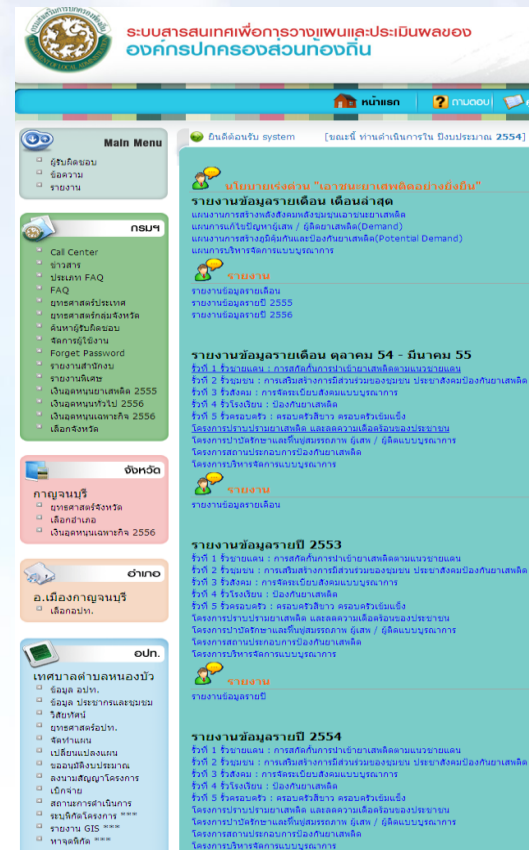 ระบบสารสนเทศเพื่อการวางแผนและประเมินผลของ
องค์กรปกครองส่วนท้องถิ่น
หน้าแรก
ถามตอบ
Main Menu
ผู้รับผิดชอบ
ข้อความ
รายงาน
กรมฯ
Call Center
ข่าวสาร
ประเภท FAQ
FAQ
ยุทธศาสตร์ประเทศ
ยุทธศาสตร์กลุ่มจังหวัด
ค้นหาผู้รับผิดชอบ
จัดการผู้ใช้งาน
Forget Password
รายงานสำนักงบ
รายงานพิเศษ
เงินอุดหนุนยาเสพติด 2555
เงินอุดหนุนทั่วไป 2556
เงินอุดหนุนเฉพาะกิจ 2556
เลือกจังหวัด
จังหวัด
กาญจนบุรี
ยุทธศาสตร์จังหวัด
เลือกอำเภอ
เงินอุดหนุนเฉพาะกิจ 2556
อำเภอ
อ.เมืองกาญจนบุรี
เลือกอปท.
อปท.
เทศบาลตำบลหนองบัว
ข้อมูล อปท.
ข้อมูล ประชากรและชุมชน
วิสัยทัศน์
ยุทธศาสตร์อปท.
จัดทำแผน
เปลี่ยนแปลงแผน
ขออนุมัติงบประมาณ
ลงนามสัญญาโครงการ
เบิกจ่าย
สถานะการดำเนินการ
ระบุพิกัดโครงการ
รายงาน GIS
หาจุดพิกัด
ยินดีต้อนรับ system [ขณะนี้ ท่านดำเนินการใน ปีงบประมาณ 2554]
นโยบายเร่งด่วน "เอาชนะยาเสพติดอย่างยั่งยืน"
รายงานข้อมูลรายเดือน เดือนล่าสุด
แผนงานการสร้างพลังสังคมพลังชุมชนเอาชนะยาเสพติด
แผนงานการแก้ไขปัญหาผู้เสพ / ผู้ติดยาเสพติด(Demand)
แผนงานการสร้างภูมิคุ้มกันและป้องกันยาเสพติด(Potential Demand)
แผนการบริหารจัดการแบบบูรณาการ
รายงาน
รายงานข้อมูลรายเดือน
รายงานข้อมูลรายปี 2555
รายงานข้อมูลรายปี 2556
รายงานข้อมูลรายเดือน ตุลาคม 54 - มีนาคม 55
รั้วที่ 1 รั้วชายแดน : การสกัดกั้นการนำเข้ายาเสพติดตามแนวชายแดน
รั้วที่ 2 รั้วชุมชน : การเสริมสร้างการมีส่วนร่วมของชุมชน ประชาสังคมป้องกันยาเสพติด
รั้วที่ 3 รั้วสังคม : การจัดระเบียบสังคมแบบบูรณาการ
รั้วที่ 4 รั้วโรงเรียน : ป้องกันยาเสพติด
รั้วที่ 5 รั้วครอบครัว : ครอบครัวสีขาว ครอบครัวเข้มแข็ง
โครงการปราบปรามยาเสพติด และลดความเดือดร้อนของประชาชน
โครงการบำบัดรักษาและฟื้นฟูสมรรถภาพ ผู้เสพ / ผู้ติดยาเสพติด
โครงการสถานประกอบการป้องกันยาเสพติด
โครงการบริหารจัดการแบบบูรณาการ
รายงาน
รายงานข้อมูลรายเดือน
รายงานข้อมูลรายปี 2553
รั้วที่ 1 รั้วชายแดน : การสกัดกั้นการนำเข้ายาเสพติดตามแนวชายแดน
รั้วที่ 2 รั้วชุมชน : การเสริมสร้างการมีส่วนร่วมของชุมชน ประชาสังคมป้องกันยาเสพติด
รั้วที่ 3 รั้วสังคม : การจัดระเบียบสังคมแบบบูรณาการ
รั้วที่ 4 รั้วโรงเรียน : ป้องกันยาเสพติด
รั้วที่ 5 รั้วครอบครัว : ครอบครัวสีขาว ครอบครัวเข้มแข็ง
โครงการปราบปรามยาเสพติด และลดความเดือดร้อนของประชาชน
โครงการบำบัดรักษาและฟื้นฟูสมรรถภาพ ผู้เสพ / ผู้ติดยาเสพติด
โครงการสถานประกอบการป้องกันยาเสพติด
โครงการบริหารจัดการแบบบูรณาการ
รายงาน
รายงานข้อมูลรายปี
รายงานข้อมูลรายปี 2554
รั้วที่ 1 รั้วชายแดน : การสกัดกั้นการนำเข้ายาเสพติดตามแนวชายแดน
รั้วที่ 2 รั้วชุมชน : การเสริมสร้างการมีส่วนร่วมของชุมชน ประชาสังคมป้องกันยาเสพติด
รั้วที่ 3 รั้วสังคม : การจัดระเบียบสังคมแบบบูรณาการ
รั้วที่ 4 รั้วโรงเรียน : ป้องกันยาเสพติด
รั้วที่ 5 รั้วครอบครัว : ครอบครัวสีขาว ครอบครัวเข้มแข็ง
โครงการปราบปรามยาเสพติด และลดความเดือดร้อนของประชาชน
โครงการบำบัดรักษาและฟื้นฟูสมรรถภาพ ผู้เสพ / ผู้ติดยาเสพติด
โครงการสถานประกอบการป้องกันยาเสพติด
โครงการบริหารจัดการแบบบูรณาการ